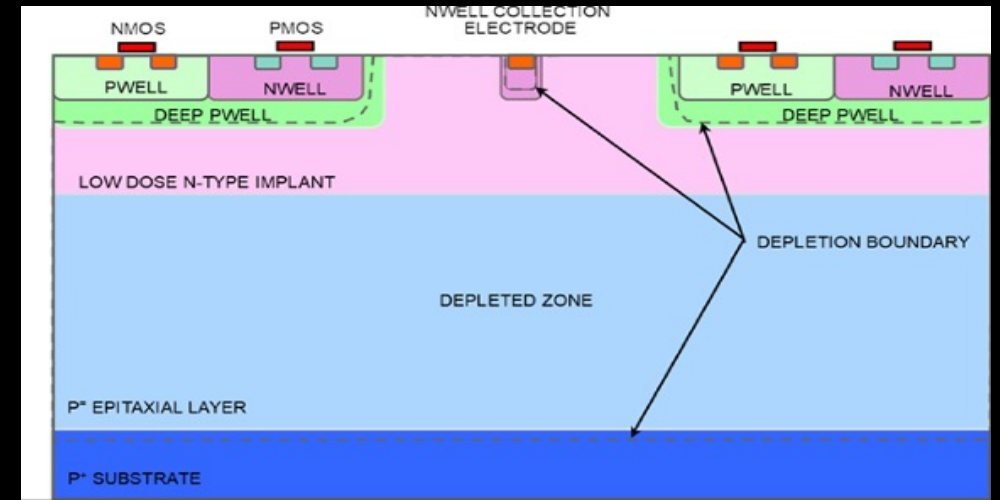 NWELL COLLECTION
ELECTRODE
NMOS
PMOS
PWELL
NWELL
DEEP PWELL
PWELL
NWELL
DEEP PWELL
LOW DOSE N-TYPE IMPLANT
DEPLETION BOUNDARY
DEPLETED ZONE
P⁼ EPITAXIAL LAYER
P⁺ SUBSTRATE